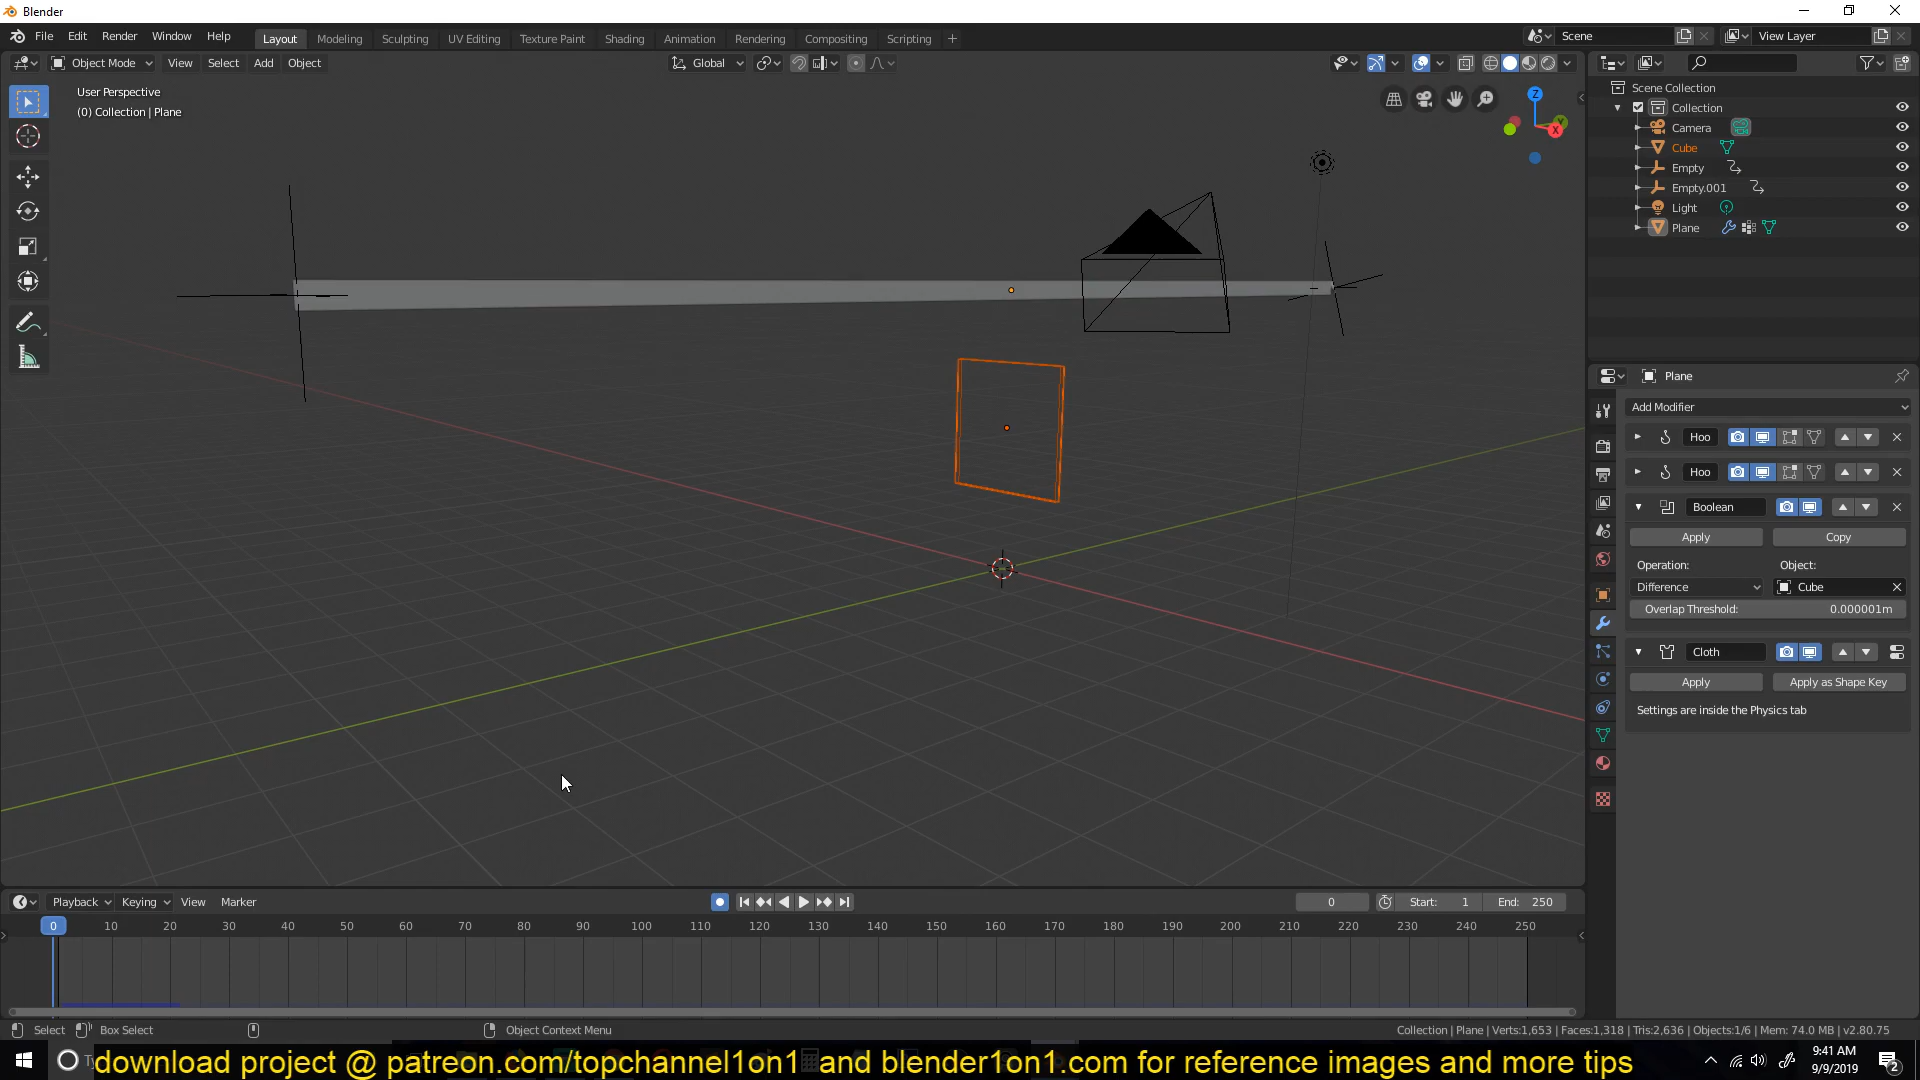 Blender
File Edit Render Window Help
Layout Modeling Sculpting UV Editing Texture Paint Shading Animation Rendering Compositing Scripting +
Scene
View Layer
Object Mode View Select Add Object
Global
User Perspective
(0) Collection | Plane
Z
Y
X
Scene Collection
Collection
Camera
Cube
Empty
Empty.001
Light
Plane
Plane
Add Modifier
Hoo
Hoo
Boolean
Apply Copy
Operation: Object:
Difference Cube
Overlap Threshold: 0.000001m
Cloth
Apply Apply as Shape Key
Settings are inside the Physics tab
Playback Keying View Marker
0 Start: 1 End: 250
0 10 20 30 40 50 60 70 80 90 100 110 120 130 140 150 160 170 180 190 200 210 220 230 240 250
Select Box Select Object Context Menu
Collection | Plane | Verts:1,653 | Faces:1,318 | Tris:2,636 | Objects:1/6 | Mem: 74.0 MB | v2.80.75
download project @ patreon.com/topchannel1on1 and blender1on1.com for reference images and more tips
9:41 AM
9/9/2019
2